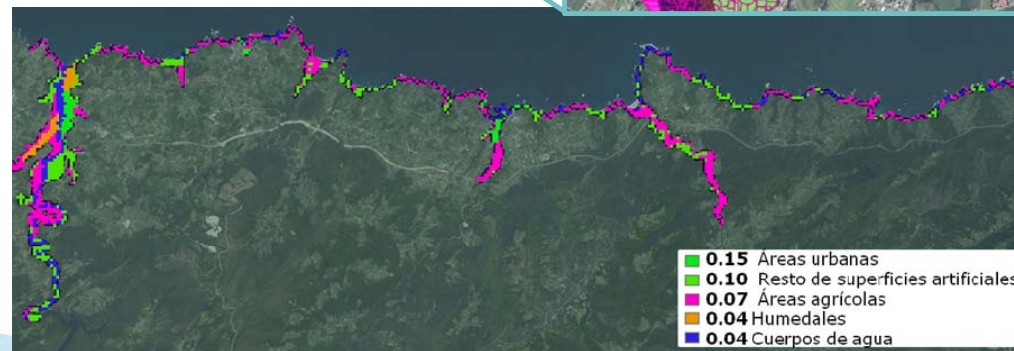 0.15 Áreas urbanas
0.10 Resto de superficies artificiales
0.07 Áreas agrícolas
0.04 Humedales
0.04 Cuerpos de agua